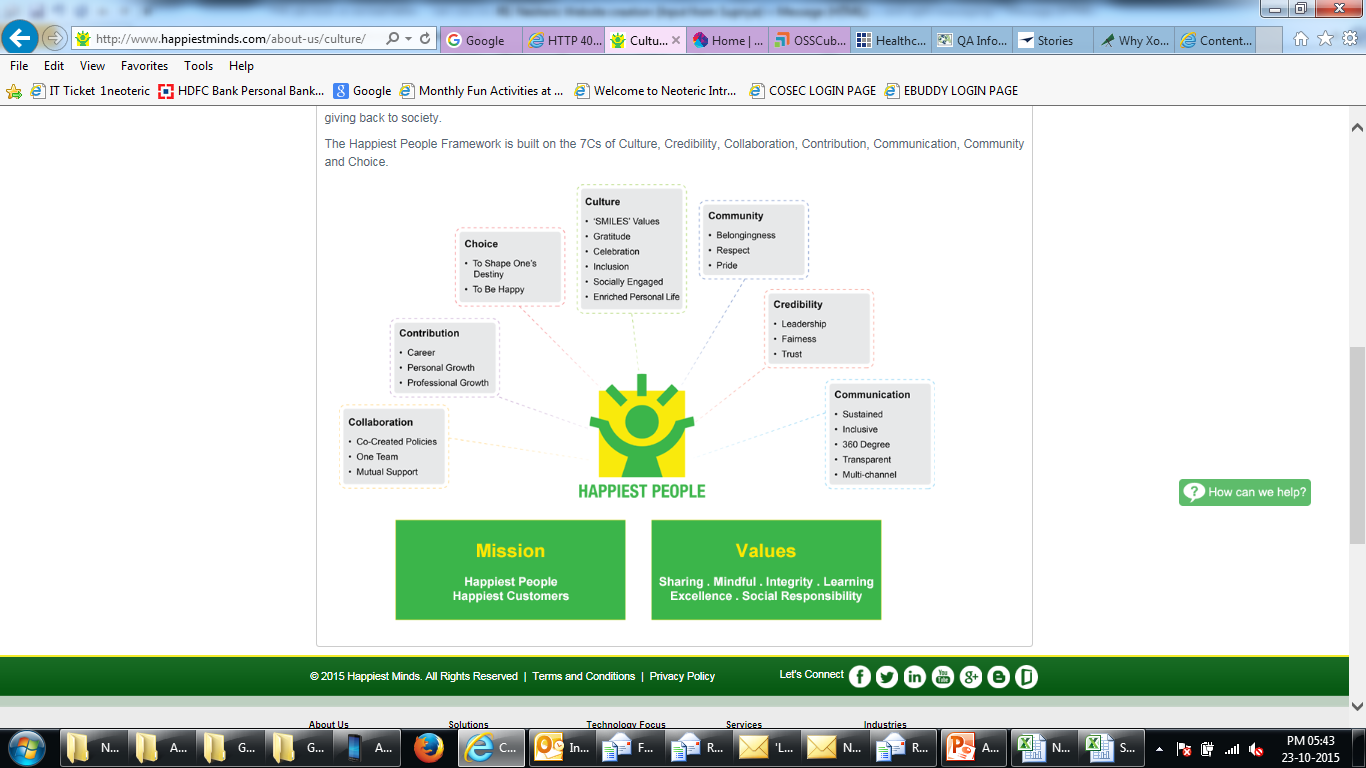 http://www.happiestminds.com/about-us/culture/
Google
HTTP 40...
Cultu...
Home | ...
OSSCub...
Healthc...
QA Info...
Stories
Why Xo...
Content...
File Edit View Favorites Tools Help
IT Ticket 1neoteric
HDFC Bank Personal Bank...
Google
Monthly Fun Activities at ...
Welcome to Neoteric Intr...
COSEC LOGIN PAGE
EBUDDY LOGIN PAGE
giving back to society.
The Happiest People Framework is built on the 7Cs of Culture, Credibility, Collaboration, Contribution, Communication, Community
and Choice.
Culture
• 'SMILES' Values
• Gratitude
• Celebration
• Inclusion
• Socially Engaged
• Enriched Personal Life
Community
• Belongingness
• Respect
• Pride
Choice
• To Shape One's
Destiny
• To Be Happy
Credibility
• Leadership
• Fairness
• Trust
Contribution
• Career
• Personal Growth
• Professional Growth
Communication
• Sustained
• Inclusive
• 360 Degree
• Transparent
• Multi-channel
Collaboration
• Co-Created Policies
• One Team
• Mutual Support
HAPPIEST PEOPLE
How can we help?
Mission
Happiest People
Happiest Customers
Values
Sharing . Mindful . Integrity . Learning
Excellence . Social Responsibility
© 2015 Happiest Minds. All Rights Reserved | Terms and Conditions | Privacy Policy
Let's Connect
About Us
Solutions
Technology Focus
Services
Industries
N...
A...
G...
G...
A...
C...
In...
F...
R...
'L...
N...
R...
A...
N...
S...
PM 05:43
23-10-2015